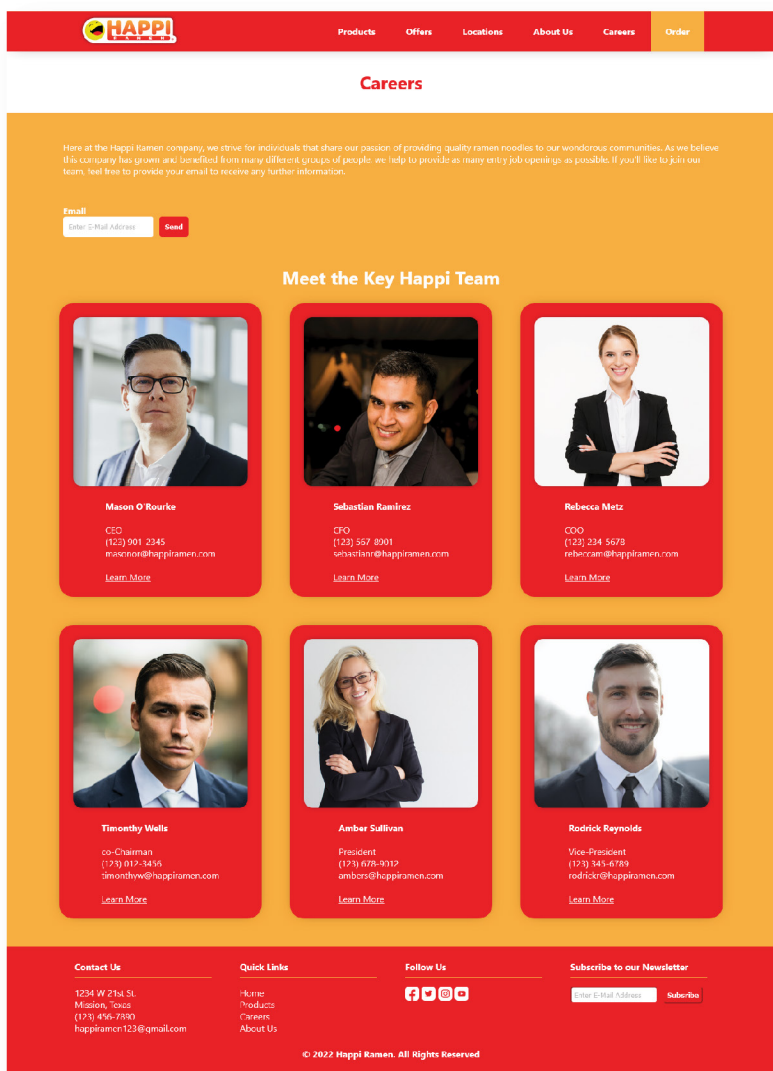 HAPPI
RAMEN
Products
Offers
Locations
About Us
Careers
Order
Careers
Here at the Happi Ramen company, we strive for individuals that share our passion of providing quality ramen noodles to our wondorous communities. As we believe
this company has grown and benefited from many different groups of people, we help to provide as many entry job openings as possible. If you'll like to join our
team, feel free to provide your email to receive any further information.
Email
Enter E-Mail Address
Send
Meet the Key Happi Team
Mason O'Rourke
CEO
(123) 901-2345
masonor@happiramen.com
Learn More
Sebastian Ramirez
CFO
(123) 567-8901
sebastianr@happiramen.com
Learn More
Rebecca Metz
COO
(123) 234-5678
rebeccam@happiramen.com
Learn More
Timonthy Wells
co-Chairman
(123) 012-3456
timonthyw@happiramen.com
Learn More
Amber Sullivan
President
(123) 678-9012
ambers@happiramen.com
Learn More
Rodrick Reynolds
Vice-President
(123) 345-6789
rodrickr@happiramen.com
Learn More
Contact Us
1234 W 21st St.
Mission, Texas
(123) 456-7890
happiramen123@gmail.com
Quick Links
Home
Products
Careers
About Us
Follow Us
Subscribe to our Newsletter
Enter E-Mail Address
Subsribe
© 2022 Happi Ramen. All Rights Reserved